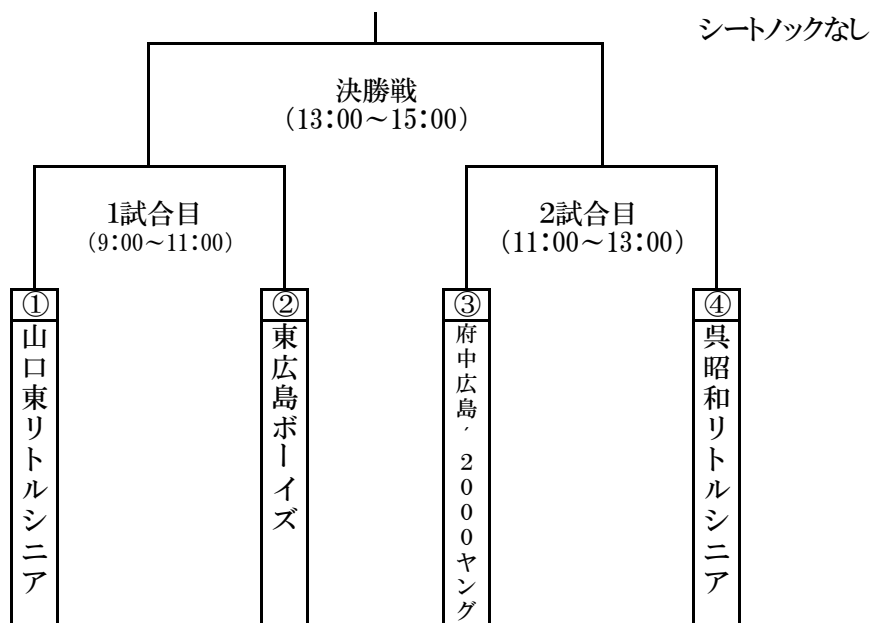 シートノックなし
決勝戦
（13：00～15：00）
1試合目
（9：00～11：00）
2試合目
（11：00～13：00）
①
山口東リトルシニア
②
東広島ボーイズ
③
府中広島′2000ヤング
④
呉昭和リトルシニア